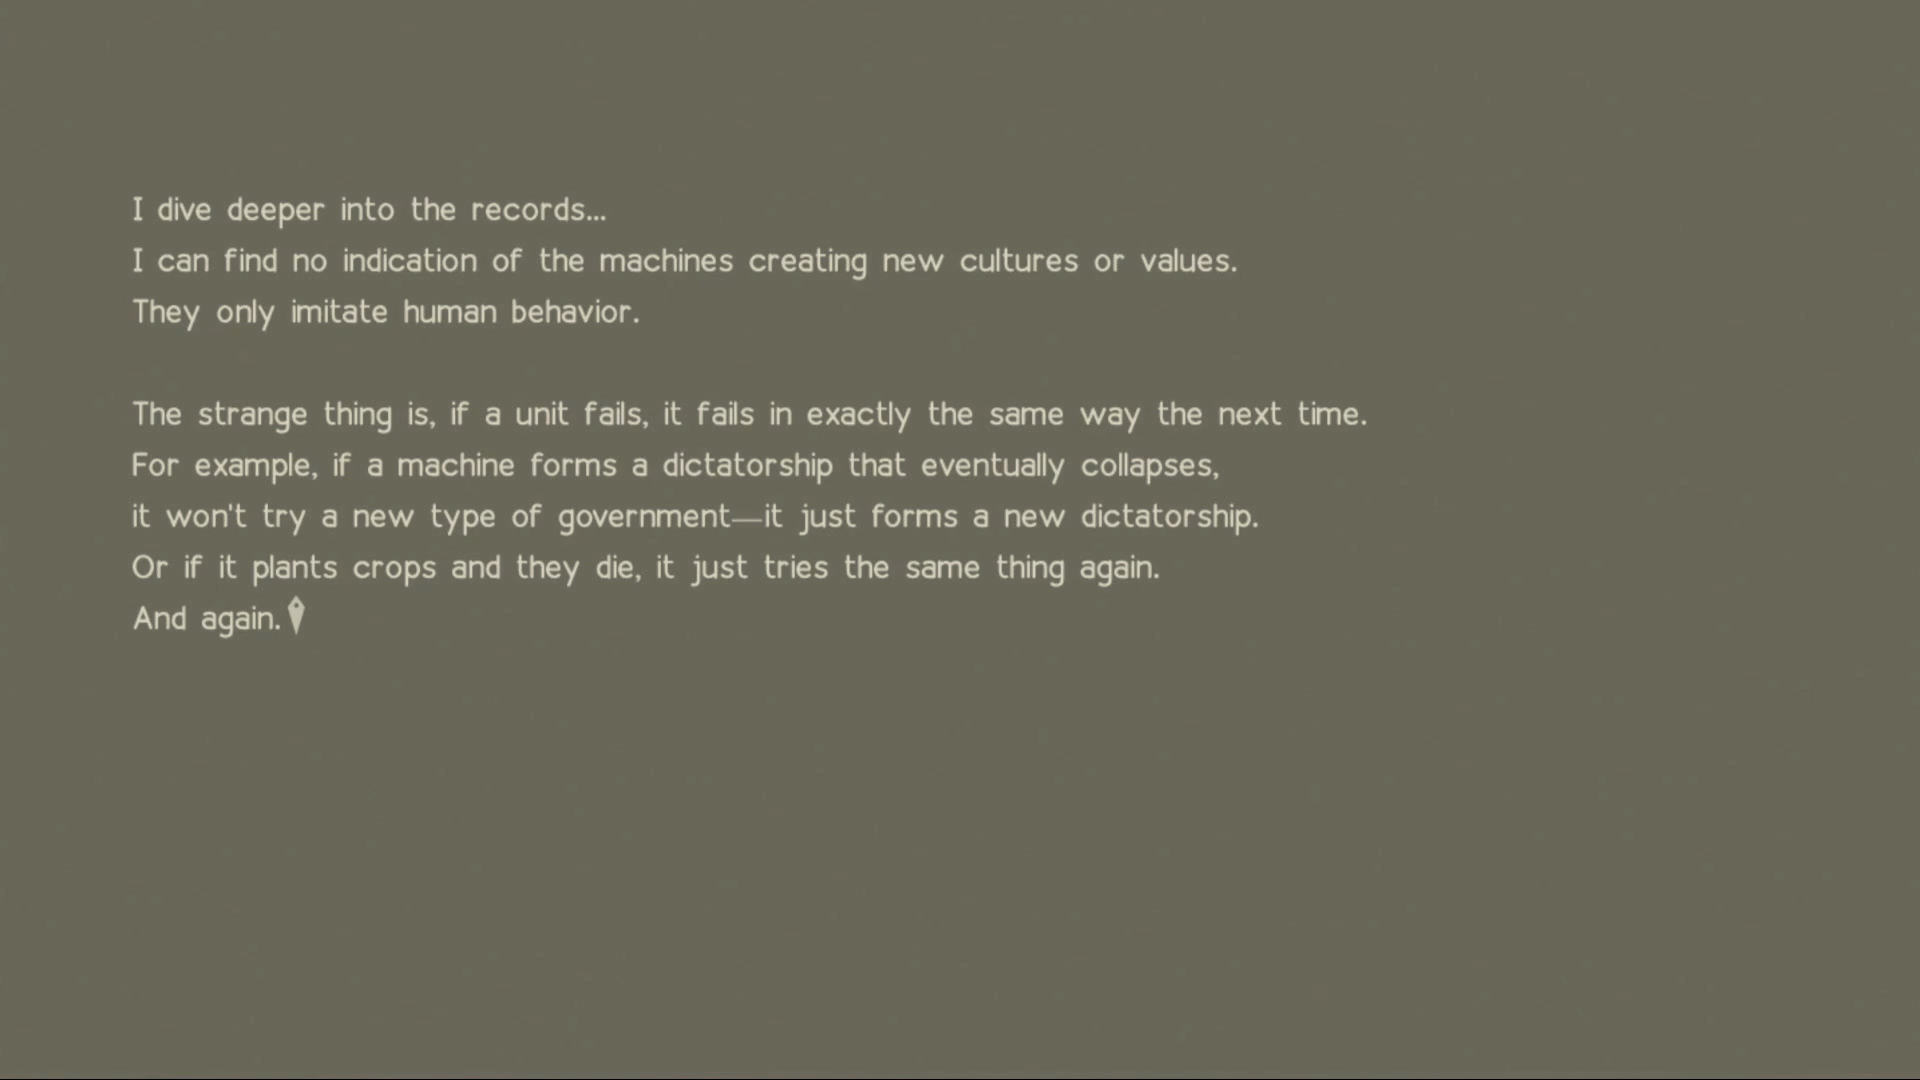 I dive deeper into the records...
I can find no indication of the machines creating new cultures or values.
They only imitate human behavior.
The strange thing is, if a unit fails, it fails in exactly the same way the next time.
For example, if a machine forms a dictatorship that eventually collapses,
it won't try a new type of government—it just forms a new dictatorship.
Or if it plants crops and they die, it just tries the same thing again.
And again.